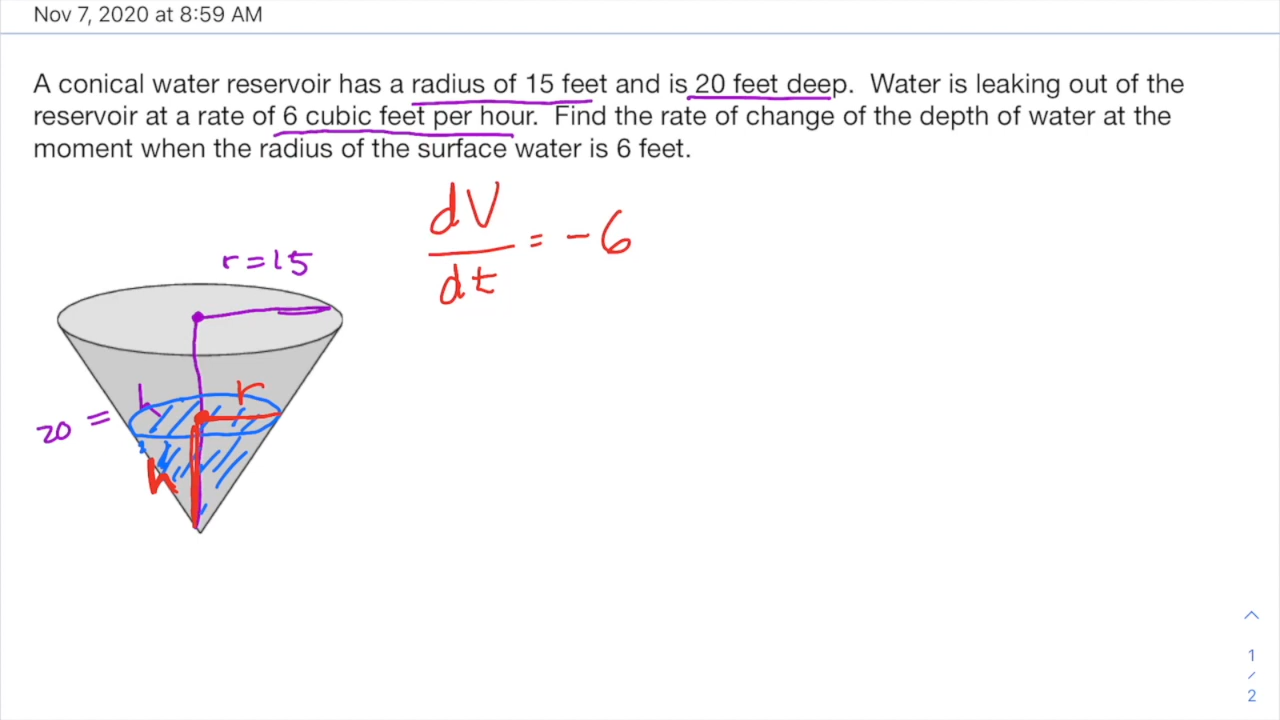 Nov 7, 2020 at 8:59 AM
A conical water reservoir has a radius of 15 feet and is 20 feet deep. Water is leaking out of the
reservoir at a rate of 6 cubic feet per hour. Find the rate of change of the depth of water at the
moment when the radius of the surface water is 6 feet.
dV
dt
= -6
r=15
20 = h
r
h
1
/
2